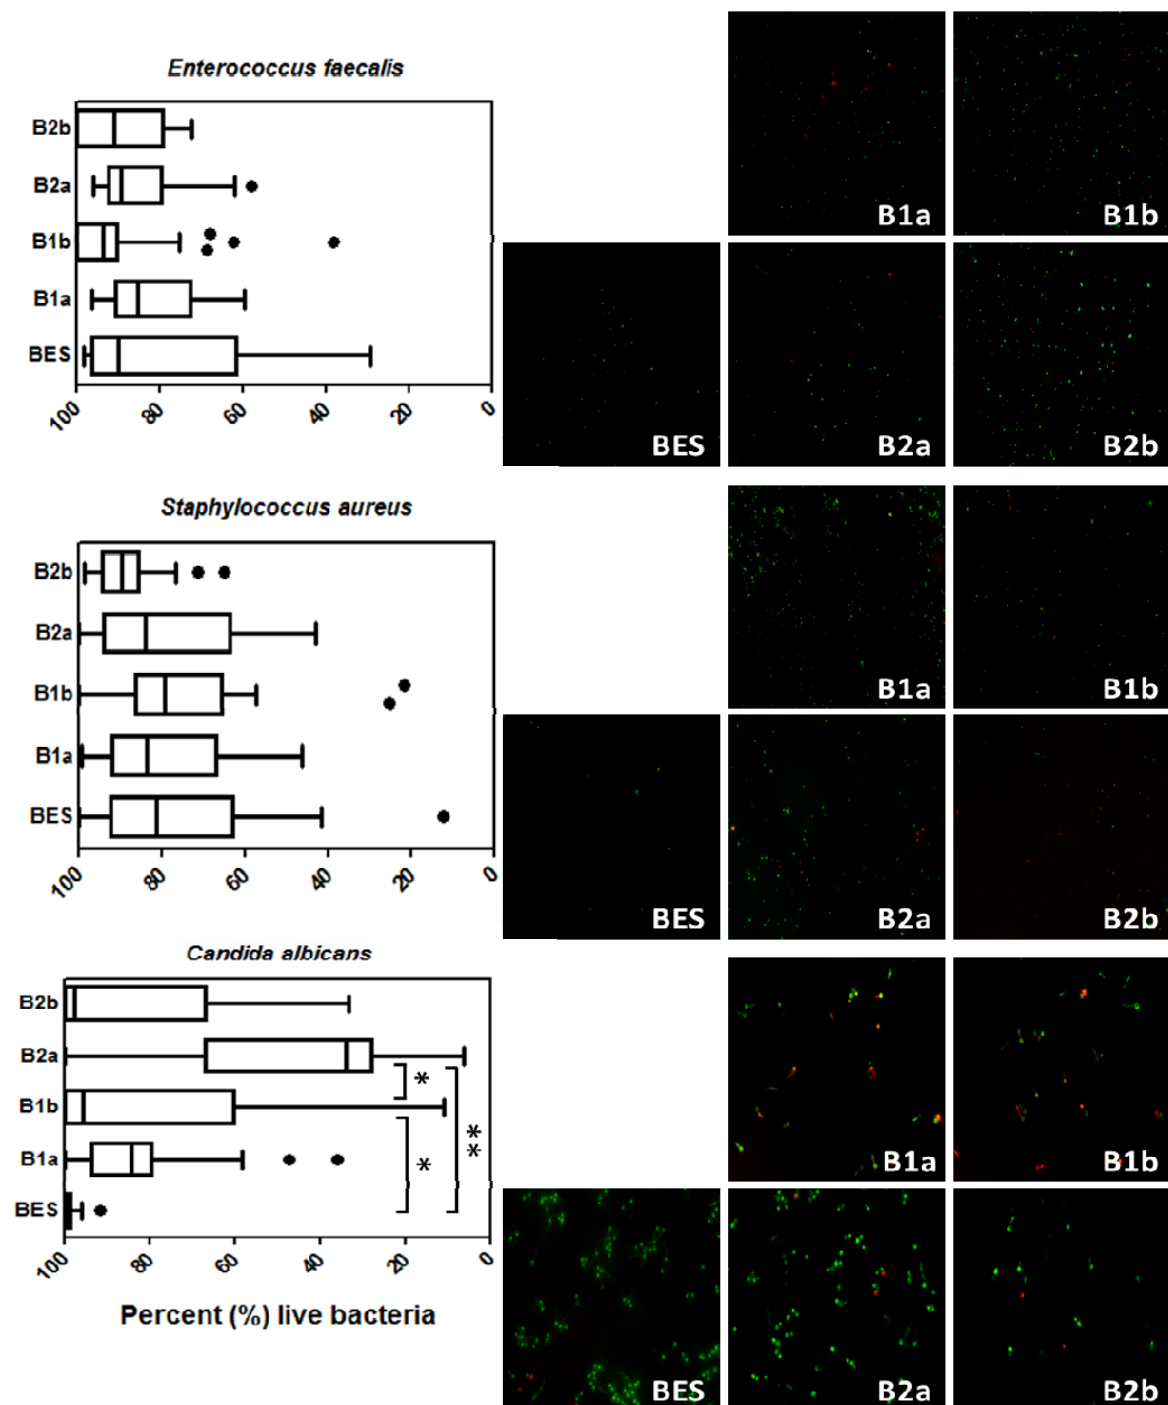 Enterococcus faecalis
B2b
B2a
B1b
B1a
BES
100 80 60 40 20 0
B1a B1b
BES B2a B2b
Staphylococcus aureus
B2b
B2a
B1b
B1a
BES
100 80 60 40 20 0
B1a B1b
BES B2a B2b
Candida albicans
B2b
B2a
*
B1b
**
B1a
*
BES
100 80 60 40 20 0
Percent (%) live bacteria
B1a B1b
BES B2a B2b